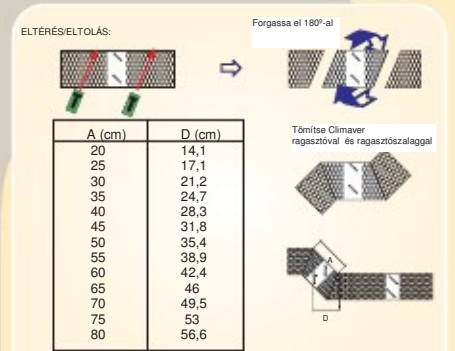 ELTÉRÉS/ELTOLÁS:
Forgassa el 180º-al
A (cm) D (cm)
20 14,1
25 17,1
30 21,2
35 24,7
40 28,3
45 31,8
50 35,4
55 38,9
60 42,4
65 46
70 49,5
75 53
80 56,6
Tömítse Climaver
ragasztóval és ragasztószalaggal
A
D